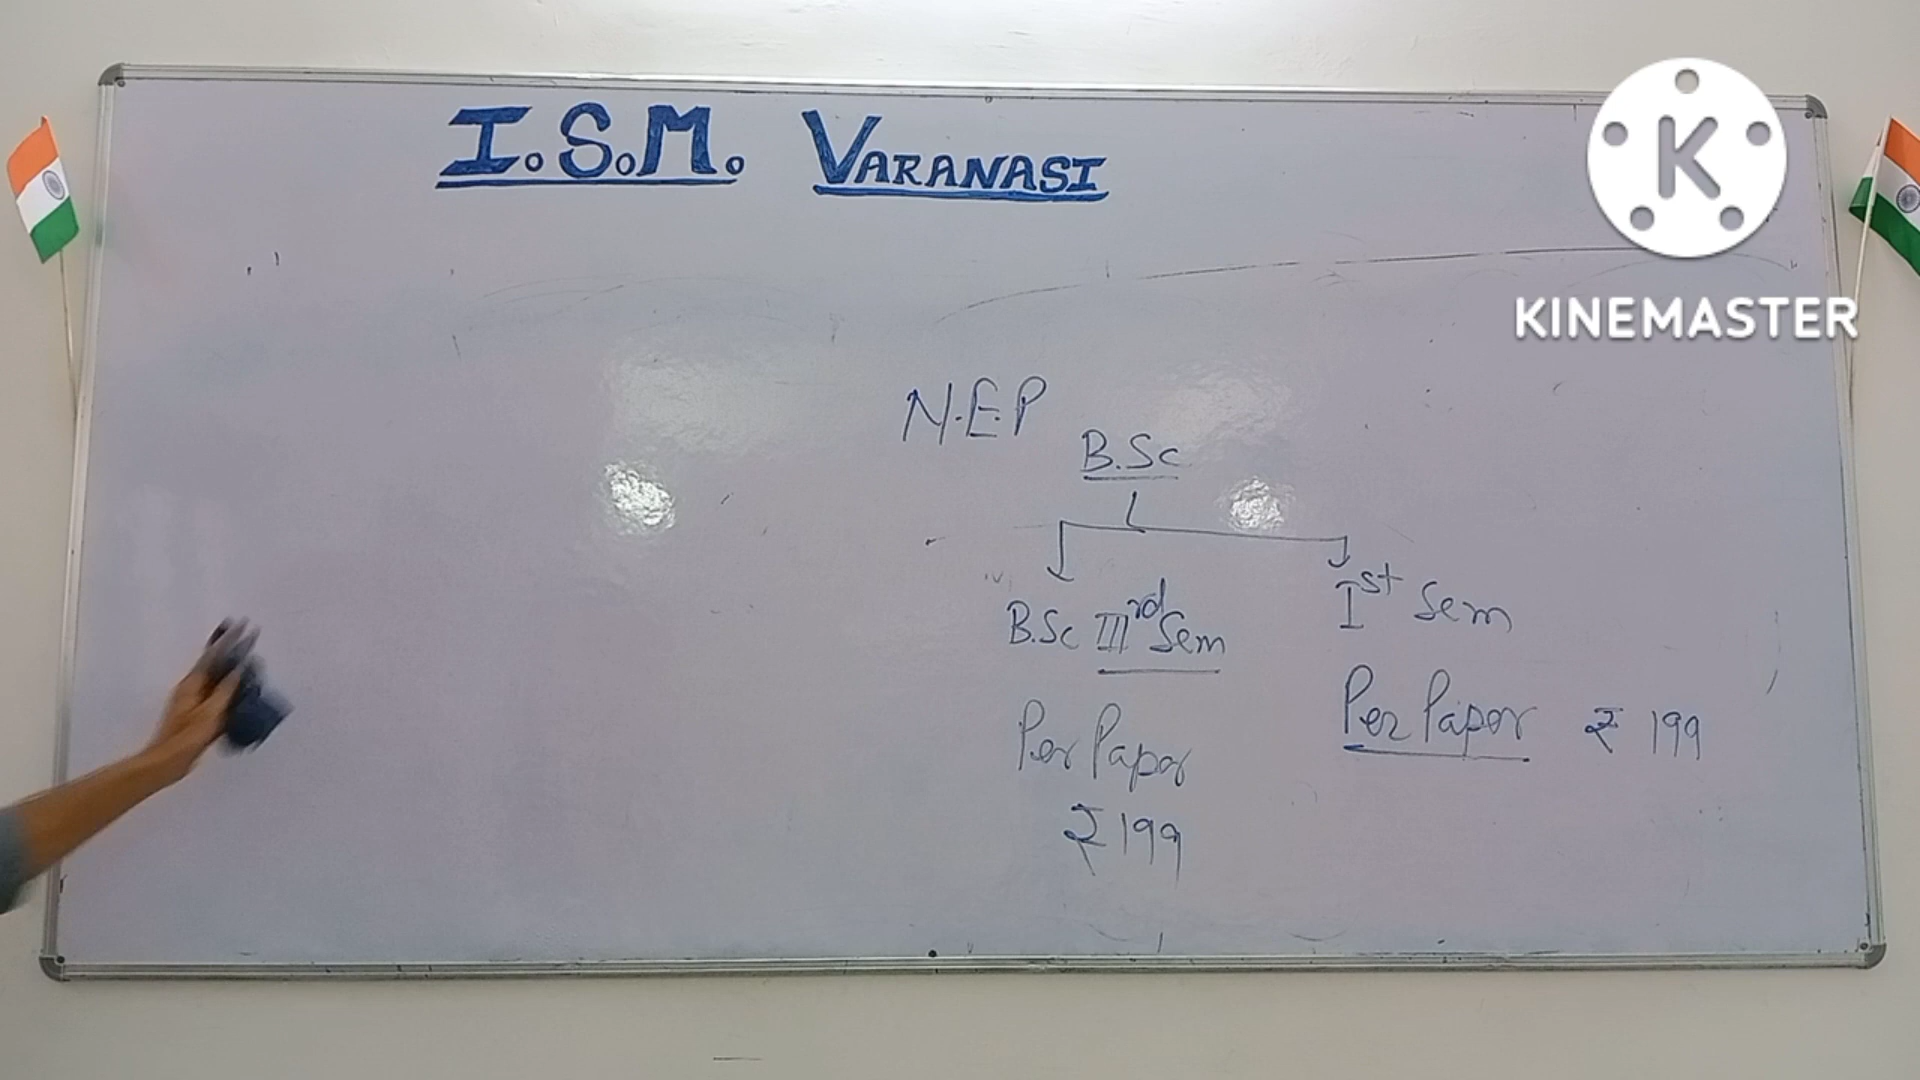 I.S.M. VARANASI
KINEMASTER
N.E.P
B.Sc
B.Sc IIIrd Sem
Ist Sem
Per Paper
₹ 199
Per Paper ₹ 199